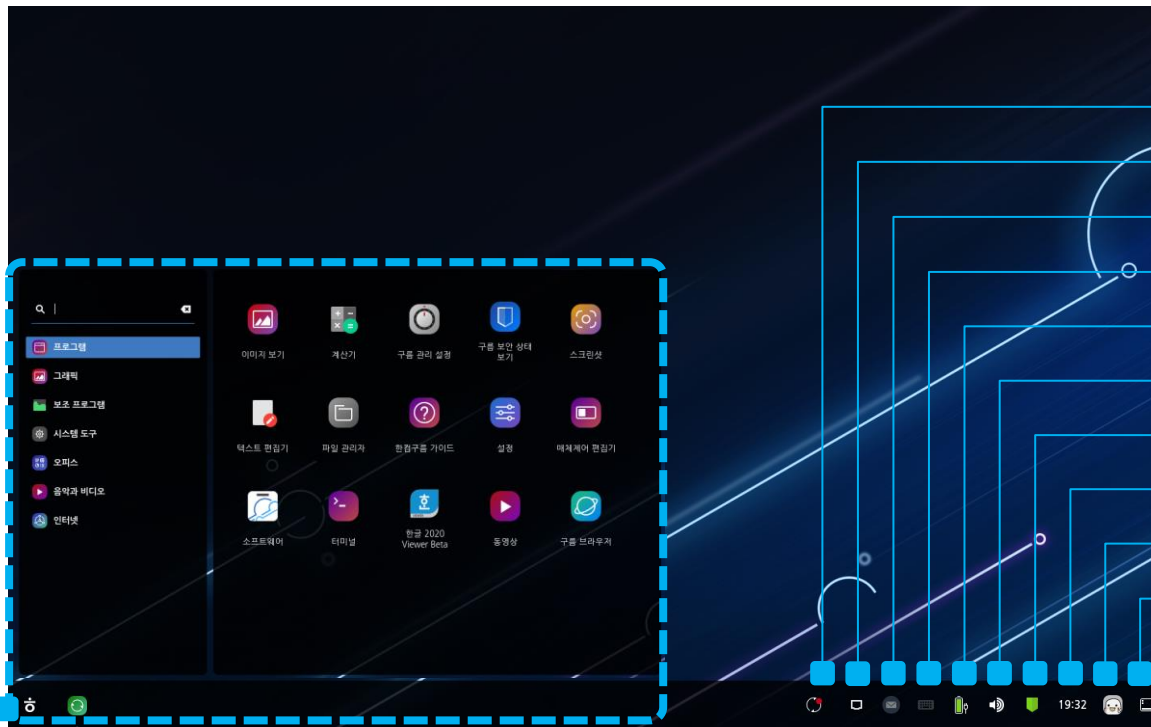 프로그램
그래픽
보조 프로그램
시스템 도구
오피스
음악과 비디오
인터넷
이미지 보기
계산기
구름 관리 설정
구름 보안 상태
보기
스크린샷
텍스트 편집기
파일 관리자
한컴구름 가이드
설정
매체제어 편집기
소프트웨어
터미널
한글 2020
Viewer Beta
동영상
구름 브라우저
ㅎ
19:32